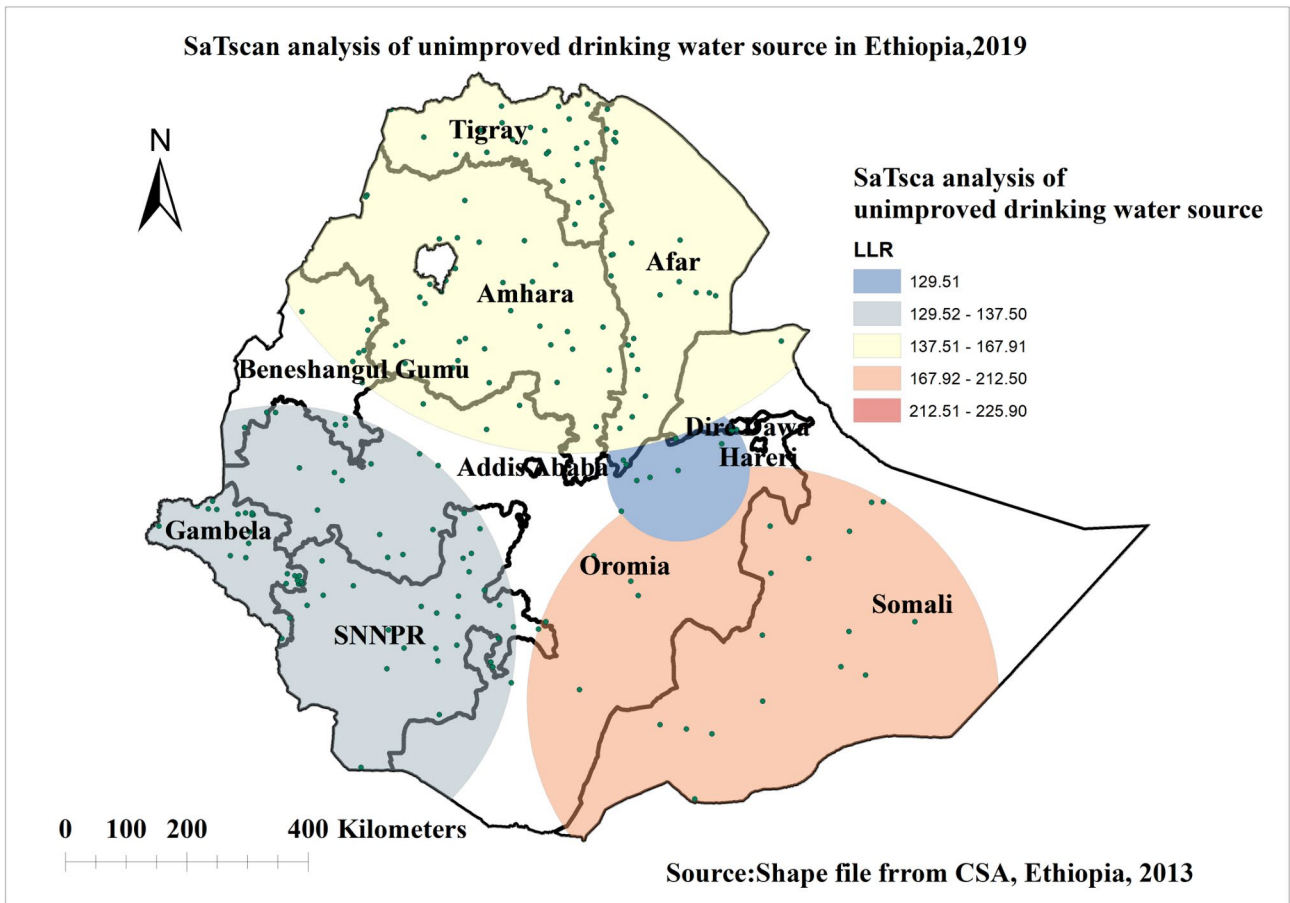 SaTscan analysis of unimproved drinking water source in Ethiopia,2019
N
Tigray
SaTsca analysis of
unimproved drinking water source
LLR
129.51
129.52 - 137.50
137.51 - 167.91
167.92 - 212.50
212.51 - 225.90
Afar
Amhara
Beneshangul Gumu
Dire Dawa
Hareri
Addis Ababa
Gambela
Oromia
Somali
SNNPR
0 100 200 400 Kilometers
Source:Shape file frrom CSA, Ethiopia, 2013